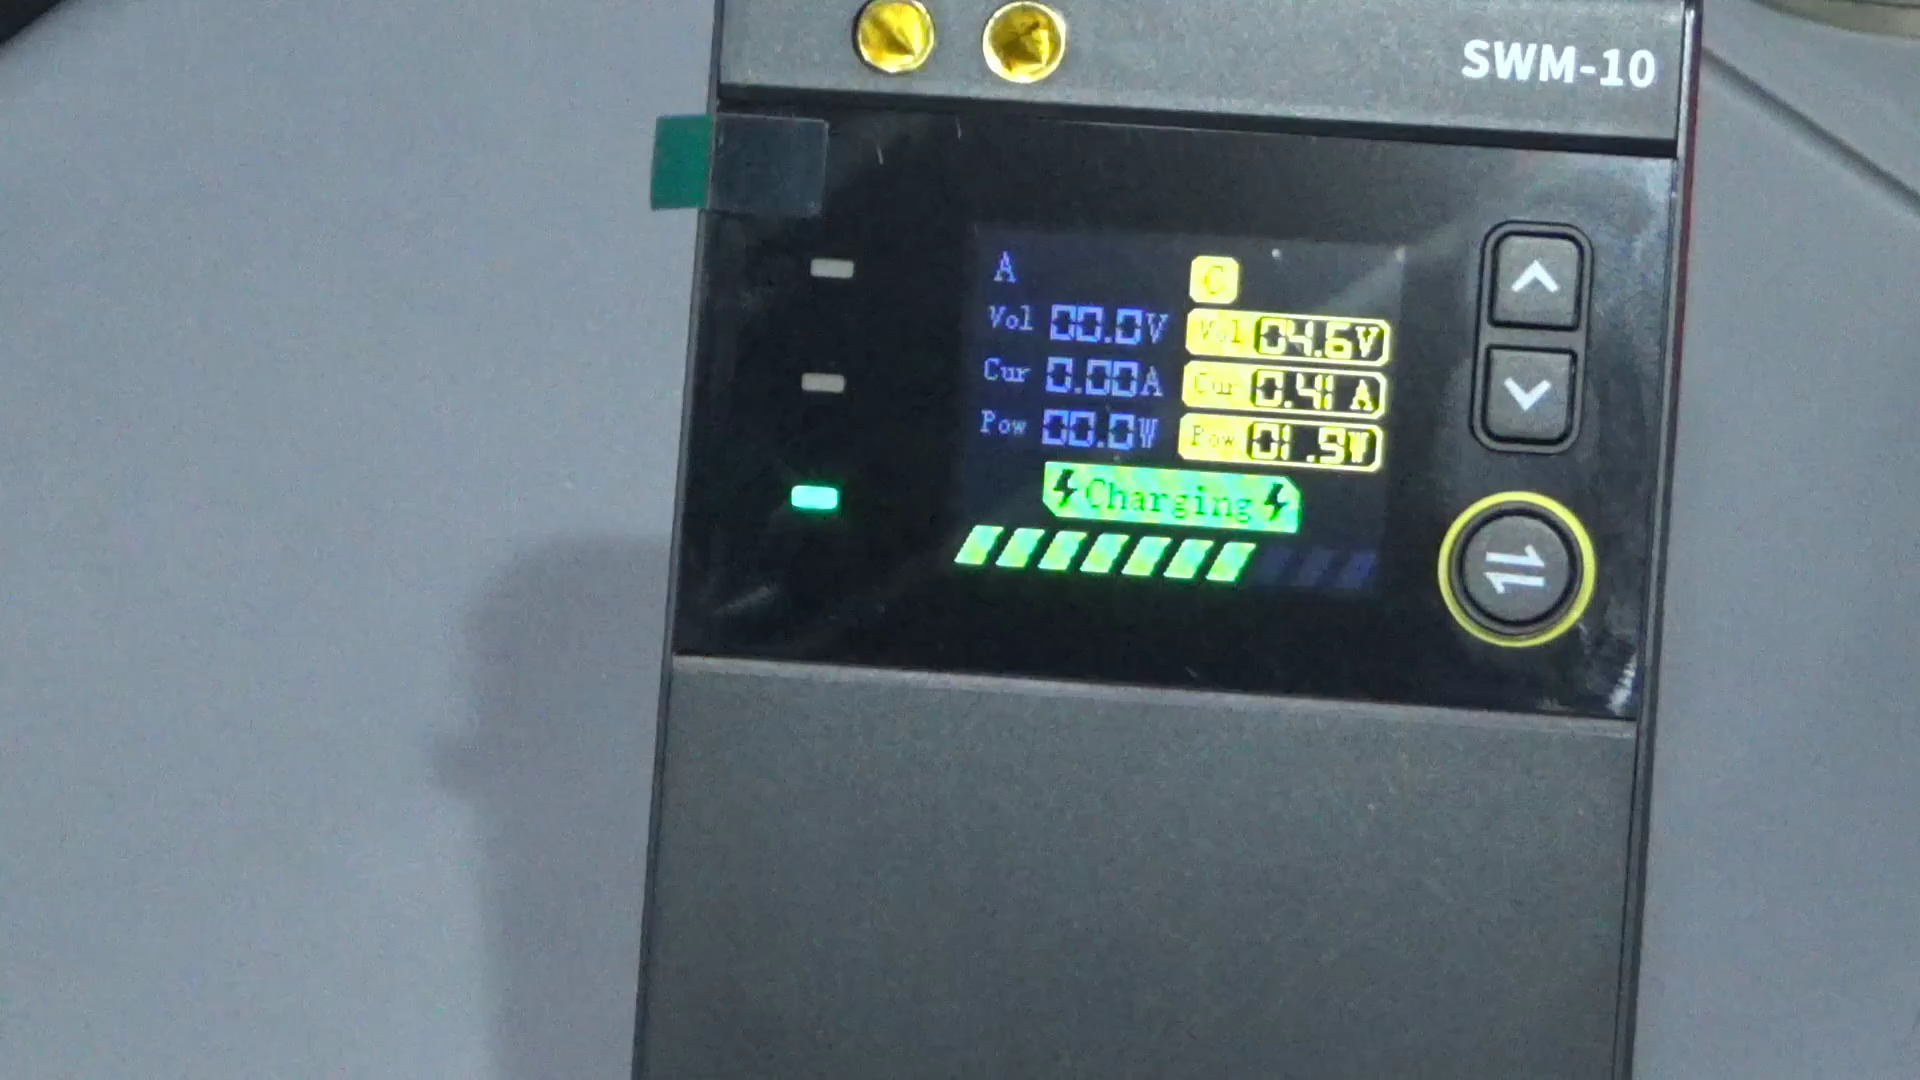 SWM-10
A C
Vol 00.0V Vol 04.6V
Cur 0.00A Cur 0.41A
Pow 00.0W Pow 01.9W
Charging